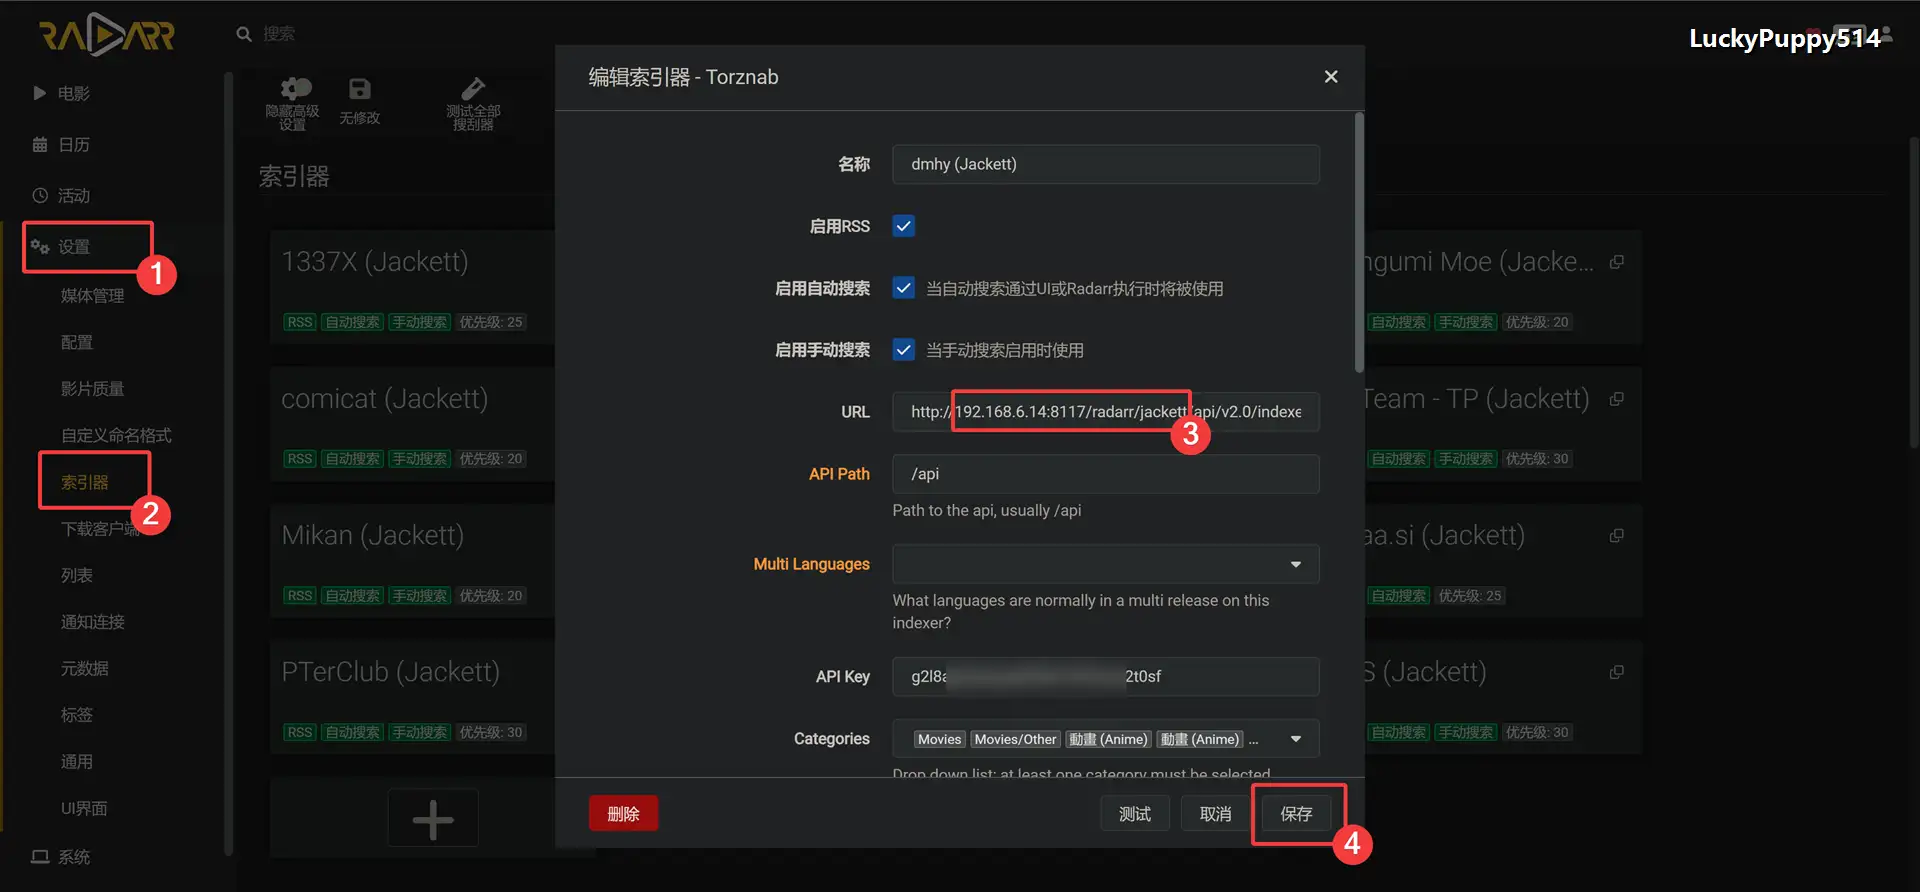 RADARR
搜索
LuckyPuppy514
电影
日历
活动
设置
1
媒体管理
配置
影片质量
自定义命名格式
索引器
2
下载客户端
列表
通知连接
元数据
标签
通用
UI界面
系统
隐藏高级
设置
无修改
测试全部
搜刮器
索引器
1337X (Jackett)
RSS 自动搜索 手动搜索 优先级: 25
comicat (Jackett)
RSS 自动搜索 手动搜索 优先级: 20
Mikan (Jackett)
RSS 自动搜索 手动搜索 优先级: 20
PTerClub (Jackett)
RSS 自动搜索 手动搜索 优先级: 30
编辑索引器 - Torznab
名称 dmhy (Jackett)
启用RSS
启用自动搜索 当自动搜索通过UI或Radarr执行时将被使用
启用手动搜索 当手动搜索启用时使用
URL http://192.168.6.14:8117/radarr/jackett/api/v2.0/indexe
3
API Path /api
Path to the api, usually /api
Multi Languages
What languages are normally in a multi release on this
indexer?
API Key g2l8a 2t0sf
Categories Movies Movies/Other 動畫 (Anime) 動畫 (Anime) ...
Drop down list; at least one category must be selected
删除 测试 取消 保存
4
ngumi Moe (Jacke...
自动搜索 手动搜索 优先级: 20
Team - TP (Jackett)
自动搜索 手动搜索 优先级: 30
aa.si (Jackett)
自动搜索 优先级: 25
S (Jackett)
自动搜索 手动搜索 优先级: 30